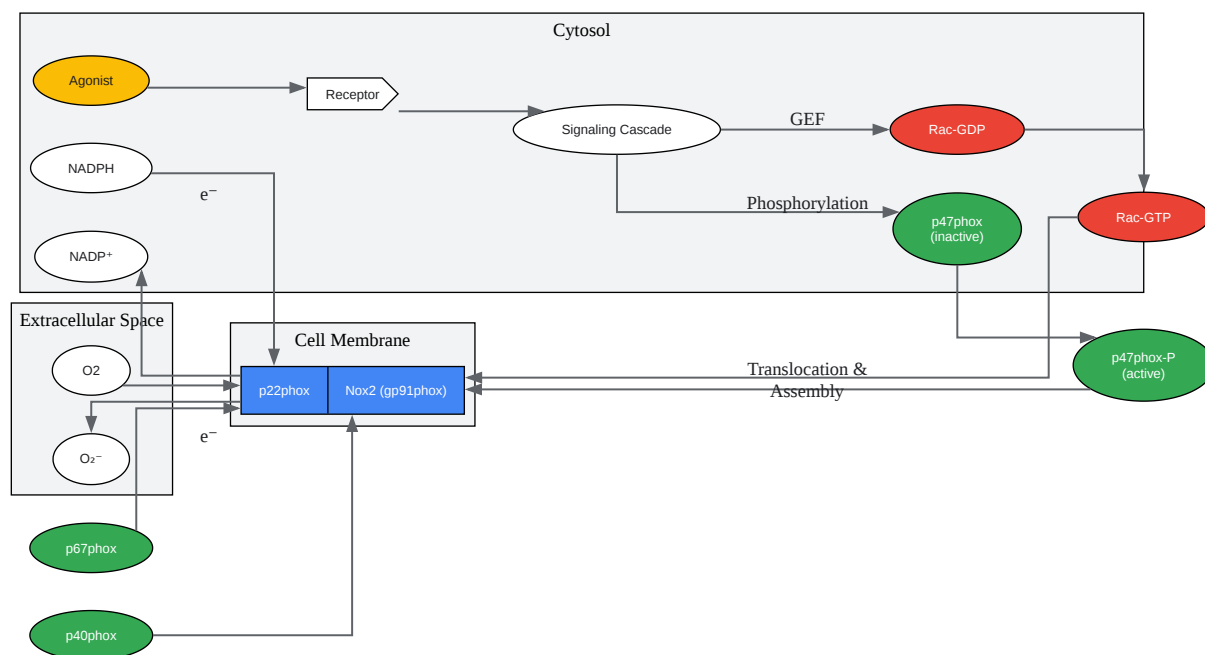 Cytosol
Agonist
Receptor
Signaling Cascade
GEF
Rac-GDP
NADPH
e⁻
Phosphorylation
p47phox
(inactive)
Rac-GTP
NADP⁺
Extracellular Space
Cell Membrane
O2
p22phox
Nox2 (gp91phox)
Translocation &
Assembly
p47phox-P
(active)
e⁻
O₂⁻
p67phox
p40phox